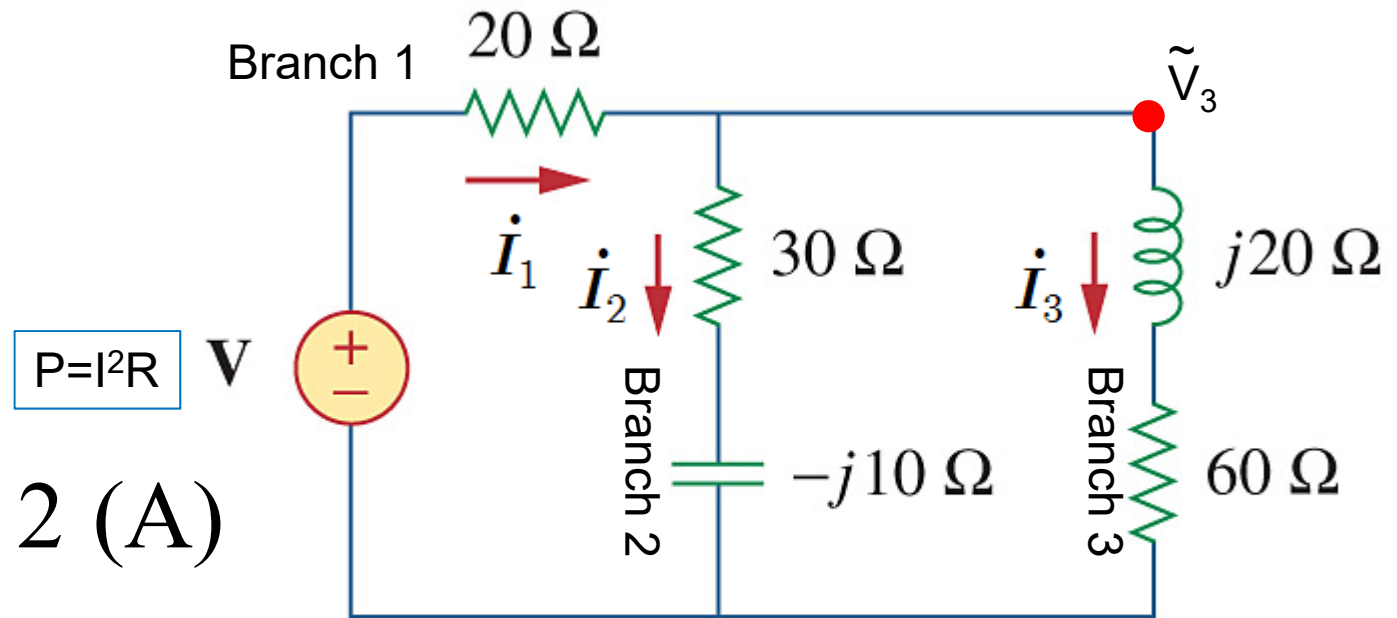 Branch 1
20 Ω
Ṽ₃
İ₁
İ₂
30 Ω
İ₃
j20 Ω
P=I²R
V
+
−
Branch 2
−j10 Ω
Branch 3
60 Ω
2 (A)